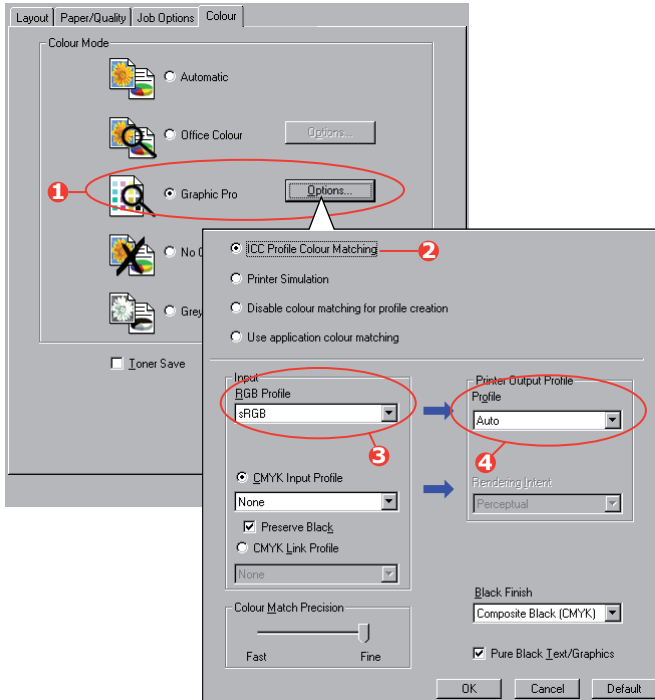 Layout Paper/Quality Job Options Colour
Colour Mode
Automatic
Office Colour Options...
1 Graphic Pro Options...
No C
Grey
Toner Save
ICC Profile Colour Matching 2
Printer Simulation
Disable colour matching for profile creation
Use application colour matching
Input
RGB Profile
sRGB
3
CMYK Input Profile
None
Preserve Black
CMYK Link Profile
None
Colour Match Precision
Fast Fine
Printer Output Profile
Profile
Auto
4
Rendering Intent
Perceptual
Black Finish
Composite Black (CMYK)
Pure Black Text/Graphics
OK Cancel Default